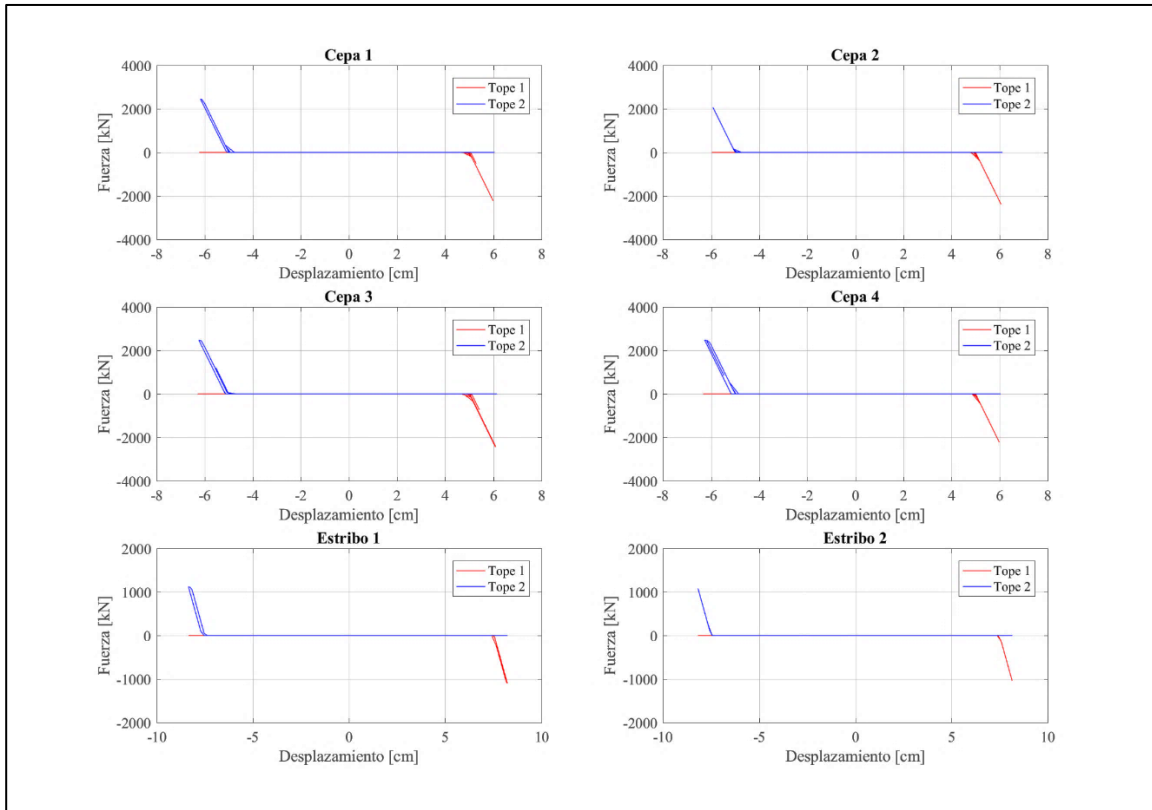 Cepa 1
4000
2000
0
-2000
-4000
Fuerza [kN]
Tope 1
Tope 2
-8 -6 -4 -2 0 2 4 6 8
Desplazamiento [cm]
Cepa 2
4000
2000
0
-2000
-4000
Fuerza [kN]
Tope 1
Tope 2
-8 -6 -4 -2 0 2 4 6 8
Desplazamiento [cm]
Cepa 3
4000
2000
0
-2000
-4000
Fuerza [kN]
Tope 1
Tope 2
-8 -6 -4 -2 0 2 4 6 8
Desplazamiento [cm]
Cepa 4
4000
2000
0
-2000
-4000
Fuerza [kN]
Tope 1
Tope 2
-8 -6 -4 -2 0 2 4 6 8
Desplazamiento [cm]
Estribo 1
2000
1000
0
-1000
-2000
Fuerza [kN]
Tope 1
Tope 2
-10 -5 0 5 10
Desplazamiento [cm]
Estribo 2
2000
1000
0
-1000
-2000
Fuerza [kN]
Tope 1
Tope 2
-10 -5 0 5 10
Desplazamiento [cm]